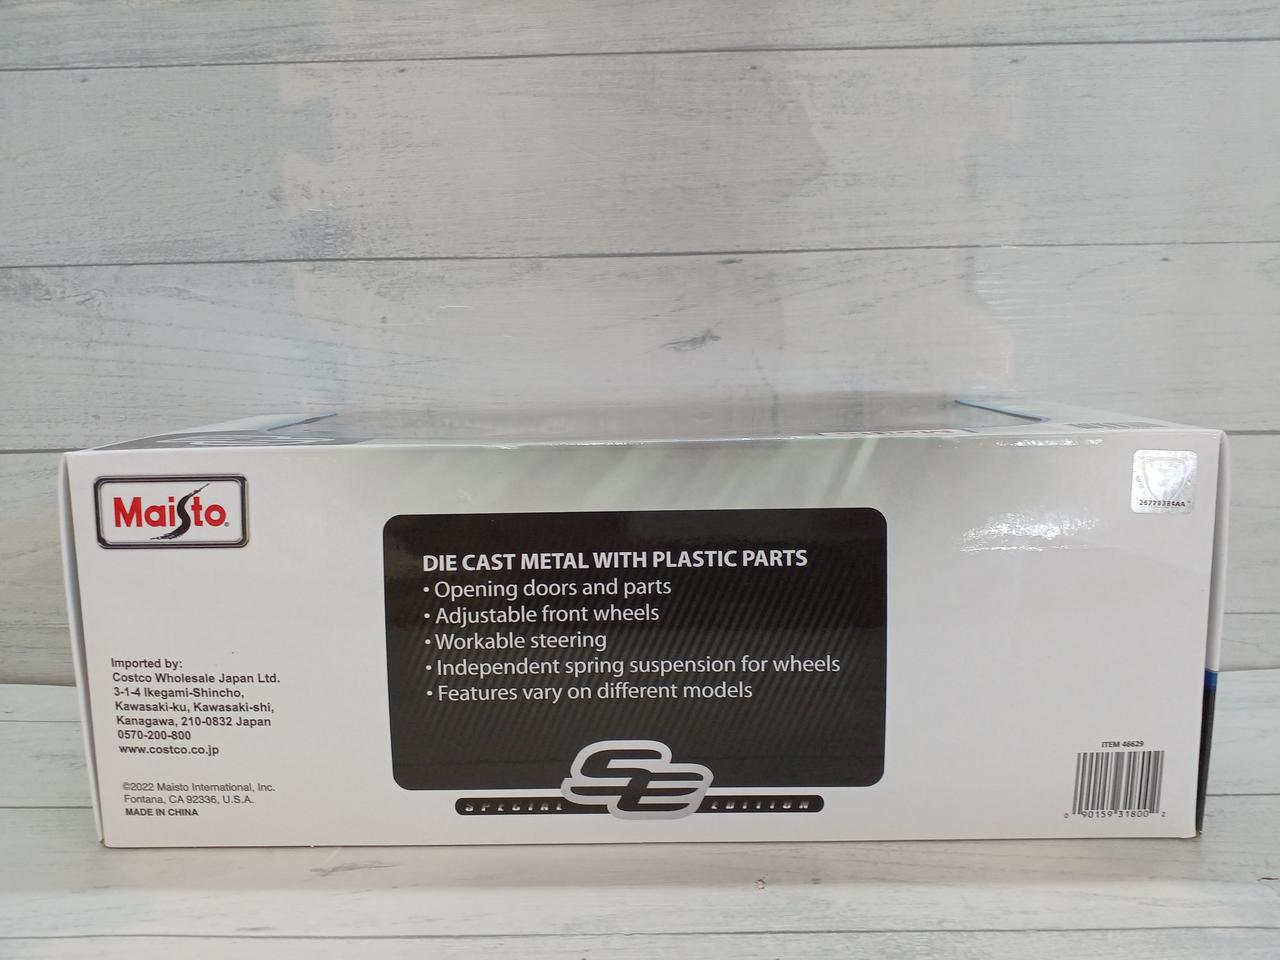 Maisto
DIE CAST METAL WITH PLASTIC PARTS
• Opening doors and parts
• Adjustable front wheels
• Workable steering
• Independent spring suspension for wheels
• Features vary on different models
SE
SPECIAL EDITION
Imported by:
Costco Wholesale Japan Ltd.
3-1-4 Ikegami-Shincho,
Kawasaki-ku, Kawasaki-shi,
Kanagawa, 210-0832 Japan
0570-200-800
www.costco.co.jp
©2022 Maisto International, Inc.
Fontana, CA 92336, U.S.A.
MADE IN CHINA
ITEM 46629
0 90159 31800 2